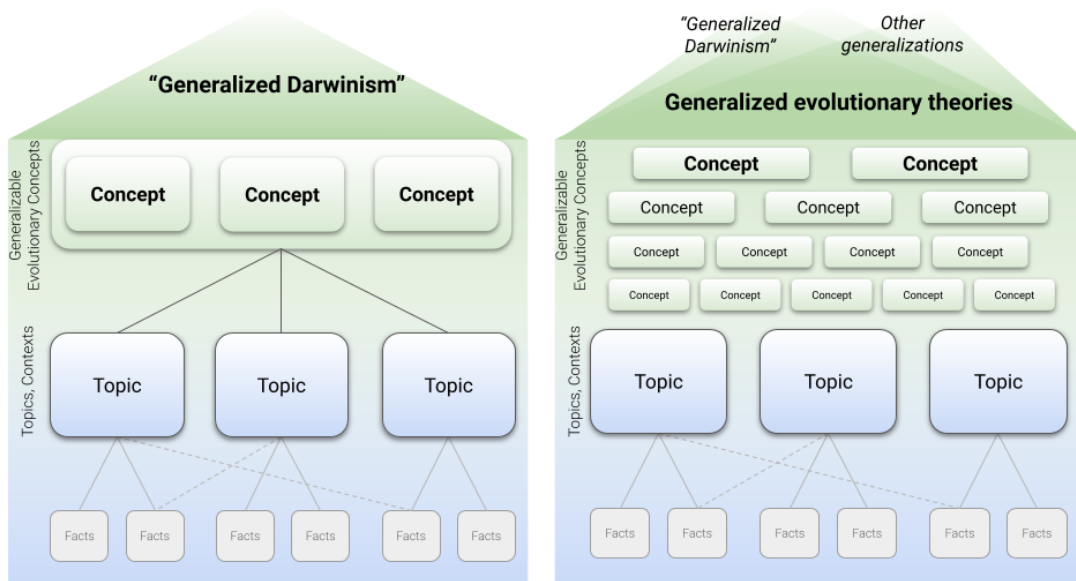 “Generalized Darwinism”
Generalizable
Evolutionary Concepts
Concept
Concept
Concept
Topics, Contexts
Topic
Topic
Topic
Facts
Facts
Facts
Facts
Facts
Facts
“Generalized
Darwinism”
Other
generalizations
Generalized evolutionary theories
Generalizable
Evolutionary Concepts
Concept
Concept
Concept
Concept
Concept
Concept
Concept
Concept
Concept
Concept
Concept
Concept
Concept
Concept
Topics, Contexts
Topic
Topic
Topic
Facts
Facts
Facts
Facts
Facts
Facts